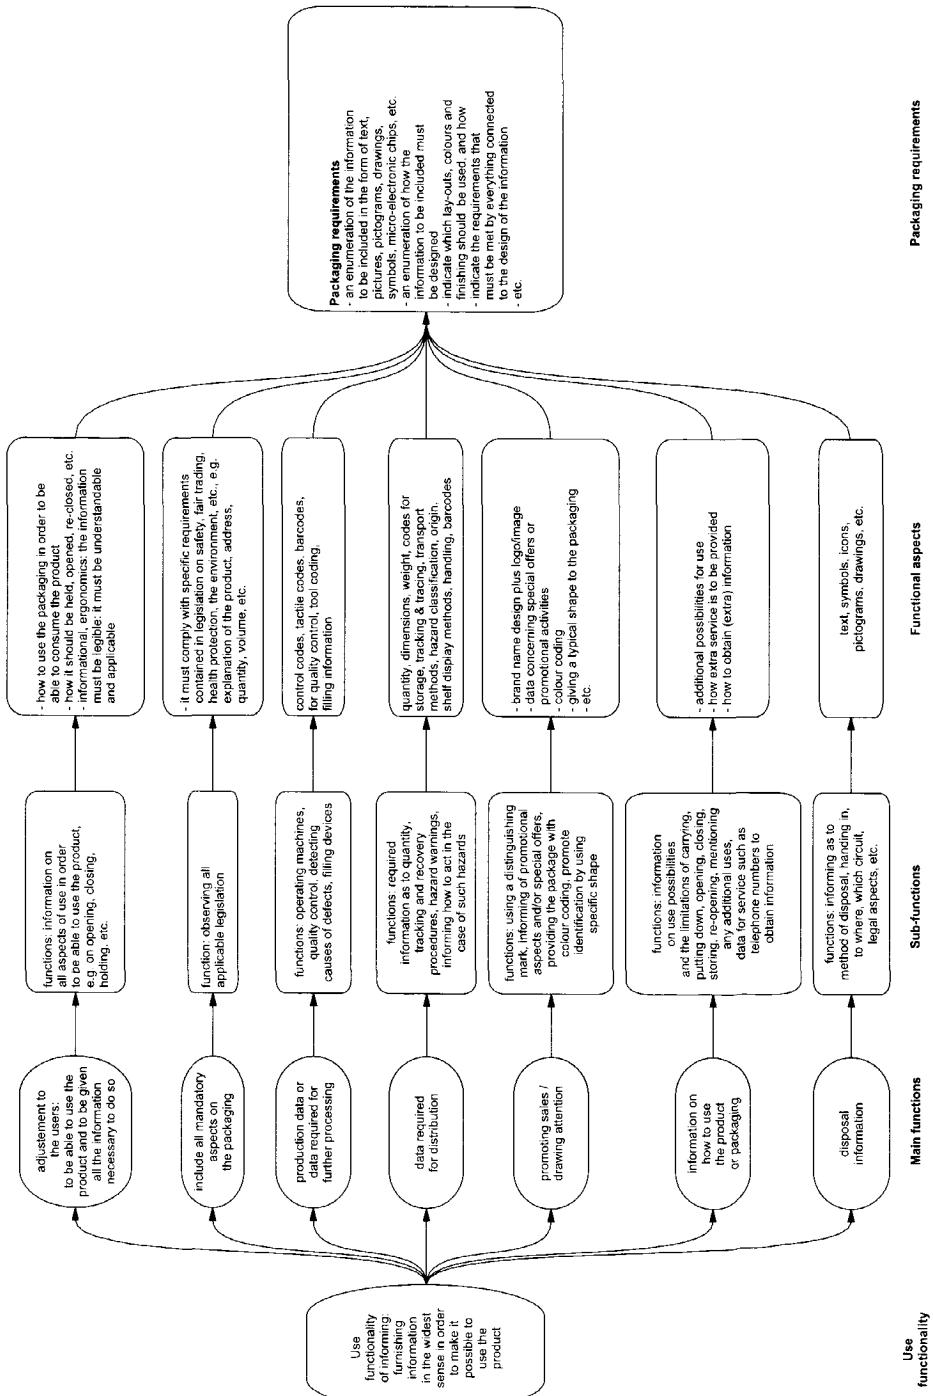 Use
functionality
of informing:
furnishing
information
in the widest
sense in order
to make it
possible to
use the
product
adjustement to
the users:
to be able to use the
product and to be given
all the information
necessary to do so
include all mandatory
aspects on
the packaging
production data or
data required for
further processing
data required
for distribution
promoting sales /
drawing attention
information on
how to use
the product
or packaging
disposal
information
functions: information on
all aspects of use in order
to be able to use the product,
e.g. on opening, closing,
holding, etc.
function: observing all
applicable legislation
functions: operating machines,
quality control, detecting
causes of defects, filling devices
functions: required
information as to quantity,
tracking and recovery
procedures, hazard warnings,
informing how to act in the
case of such hazards
functions: using a distinguishing
mark, informing of promotional
aspects and/or special offers,
providing the package with
colour coding, promote
identification by using
specific shape
functions: information
on use possibilities
and the limitations of carrying,
putting down, opening, closing,
storing, re-opening, mentioning
any additional uses,
data for service such as
telephone numbers to
obtain information
functions: informing as to
method of disposal, handing in,
to where, which circuit,
legal aspects, etc.
- how to use the packaging in order to be
able to consume the product
- how it should be held, opened, re-closed, etc.
- informational, ergonomics: the information
must be legible: it must be understandable
and applicable
- it must comply with specific requirements
contained in legislation on safety, fair trading,
health protection, the environment, etc., e.g.
explanation of the product, address,
quantity, volume, etc.
control codes, tactile codes, barcodes,
for quality control, tool coding,
filling information
quantity, dimensions, weight, codes for
storage, tracking & tracing, transport
methods, hazard classification, origin,
shelf display methods, handling, barcodes
- brand name design plus logo/image
- data concerning special offers or
promotional activities
- colour coding
- giving a typical shape to the packaging
- etc.
- additional possibilities for use
- how extra service is to be provided
- how to obtain (extra) information
text, symbols, icons,
pictograms, drawings, etc.
Packaging requirements
- an enumeration of the information
to be included in the form of text,
pictures, pictograms, drawings,
symbols, micro-electronic chips, etc.
- an enumeration of how the
information to be included must
be designed
- indicate which lay-outs, colours and
finishing should be used, and how
- indicate the requirements that
must be met by everything connected
to the design of the information
- etc.
Use
functionality
Main functions
Sub-functions
Functional aspects
Packaging requirements